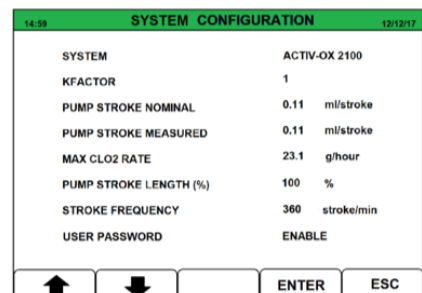 14:59 SYSTEM CONFIGURATION 12/12/17
SYSTEM ACTIV-OX 2100
KFACTOR 1
PUMP STROKE NOMINAL 0.11 ml/stroke
PUMP STROKE MEASURED 0.11 ml/stroke
MAX CLO2 RATE 23.1 g/hour
PUMP STROKE LENGTH (%) 100 %
STROKE FREQUENCY 360 stroke/min
USER PASSWORD ENABLE
ENTER ESC